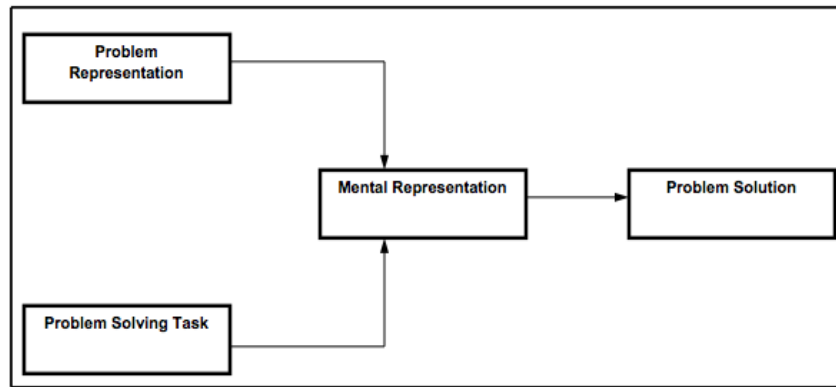 Problem
Representation
Mental Representation
Problem Solution
Problem Solving Task